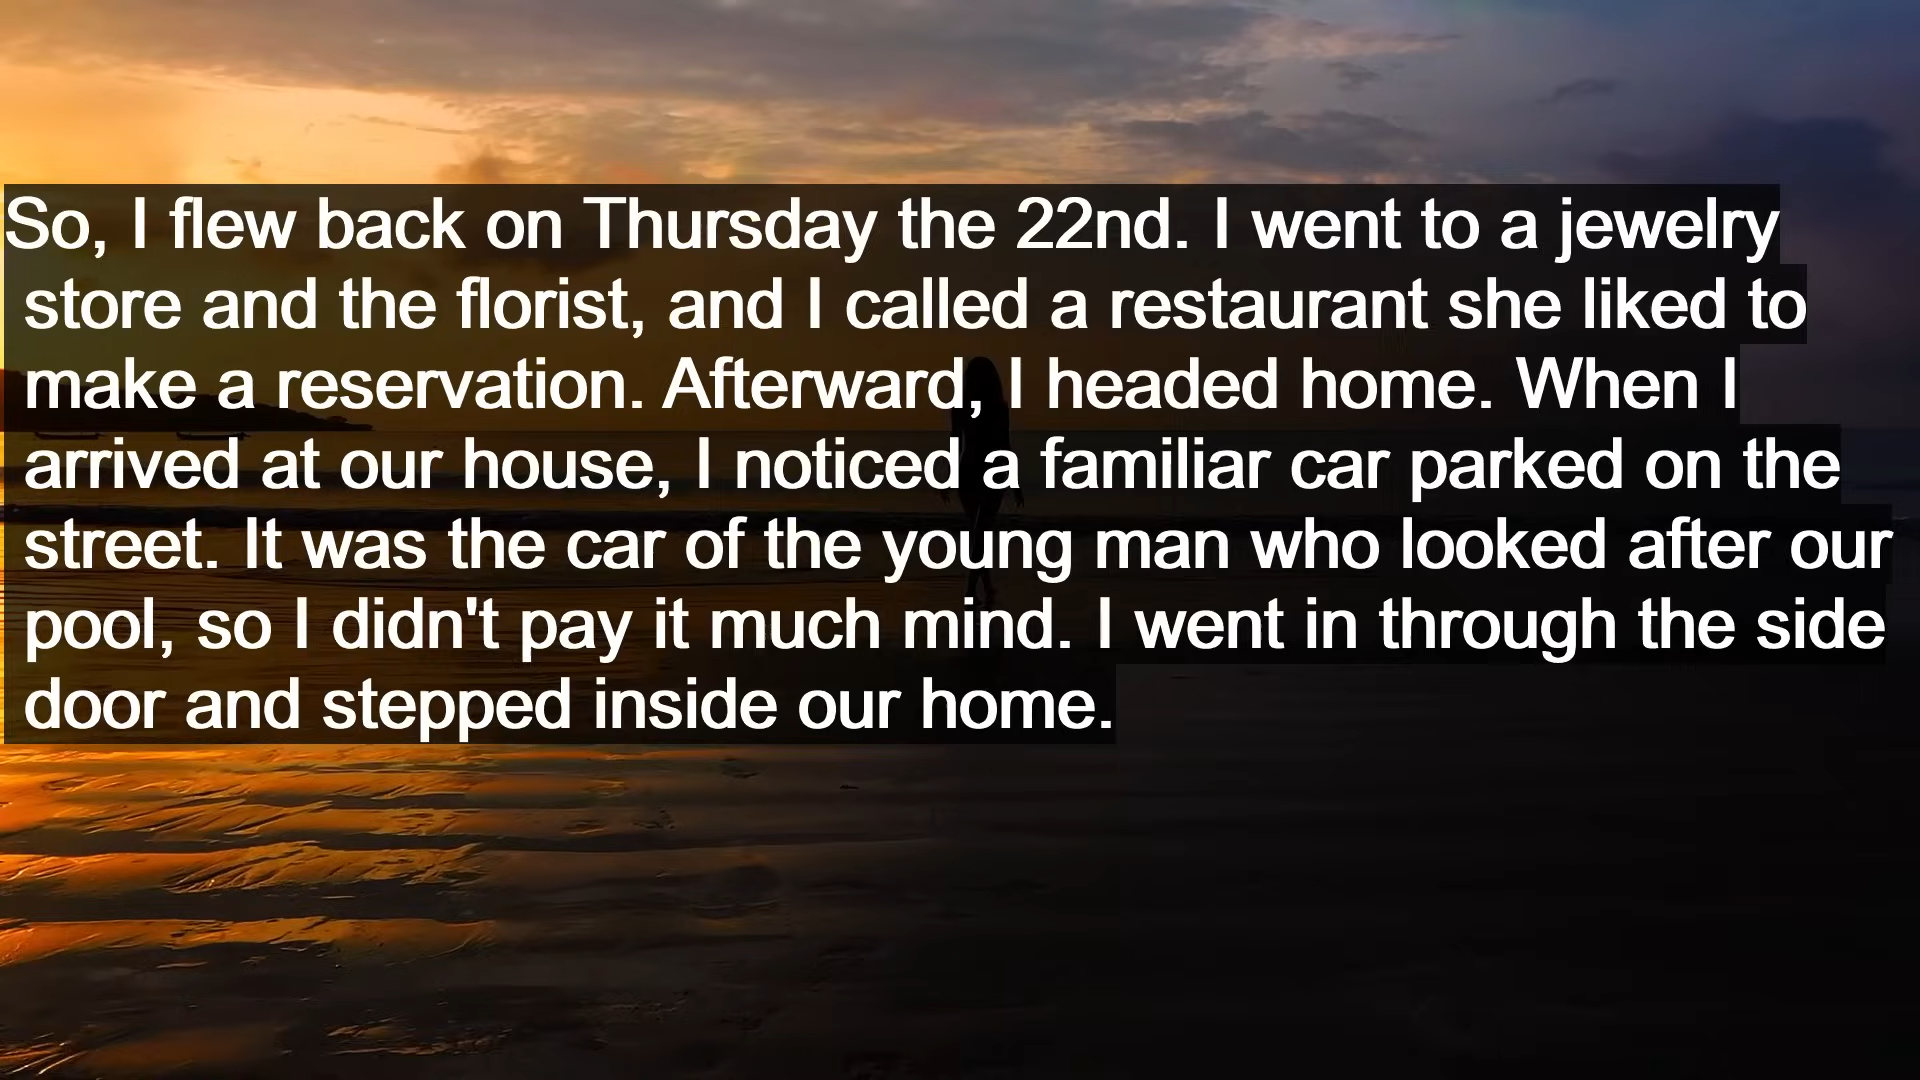 So, I flew back on Thursday the 22nd. I went to a jewelry
store and the florist, and I called a restaurant she liked to
make a reservation. Afterward, I headed home. When I
arrived at our house, I noticed a familiar car parked on the
street. It was the car of the young man who looked after our
pool, so I didn't pay it much mind. I went in through the side
door and stepped inside our home.